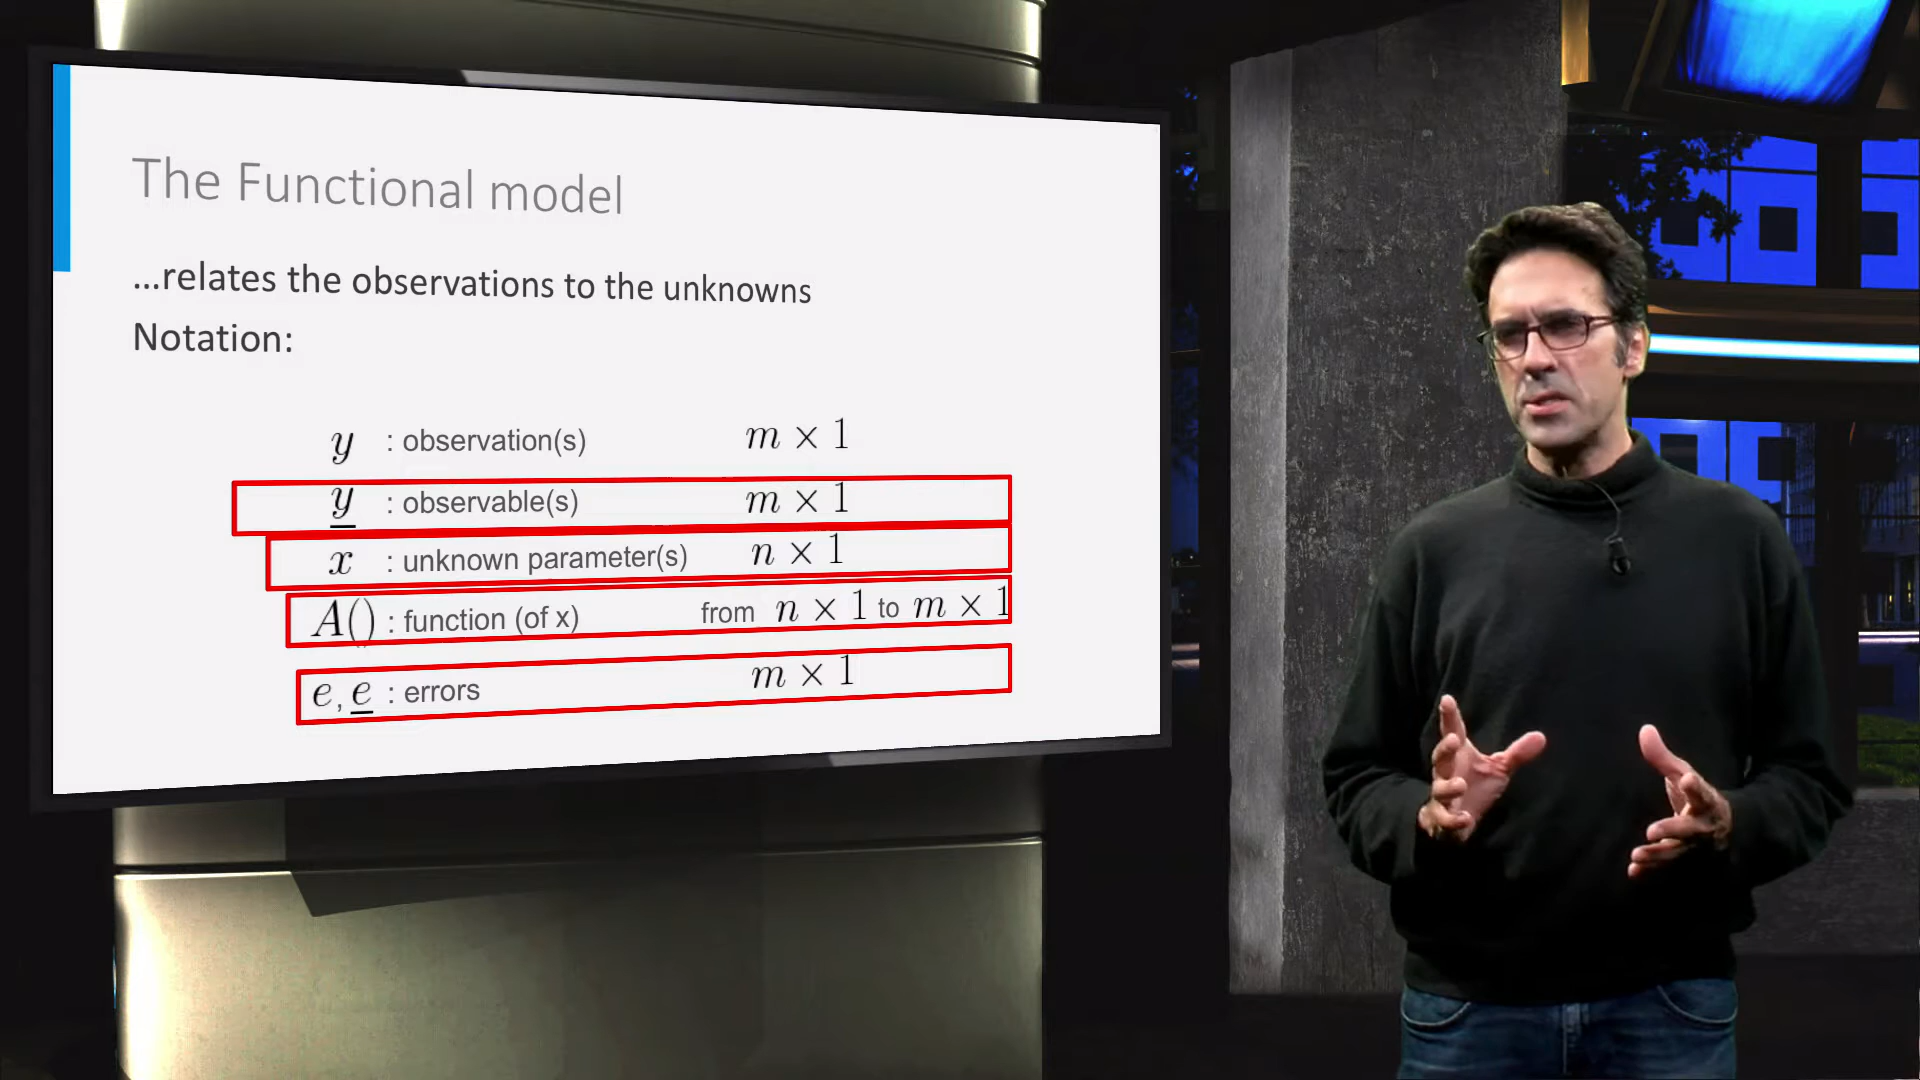 The Functional model
...relates the observations to the unknowns
Notation:
y : observation(s) m × 1
y : observable(s) m × 1
x : unknown parameter(s) n × 1
A() : function (of x) from n × 1 to m × 1
e, e : errors m × 1